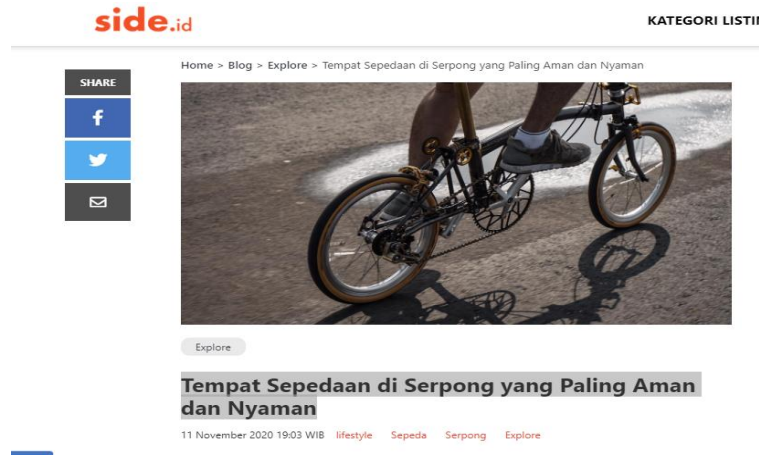 side.id
KATEGORI LISTIN
Home > Blog > Explore > Tempat Sepedaan di Serpong yang Paling Aman dan Nyaman
SHARE
Explore
Tempat Sepedaan di Serpong yang Paling Aman
dan Nyaman
11 November 2020 19:03 WIB lifestyle Sepeda Serpong Explore